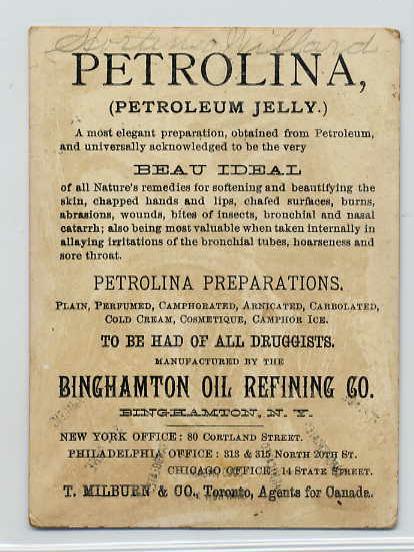 Hortense Willard
PETROLINA,
(PETROLEUM JELLY.)
A most elegant preparation, obtained from Petroleum,
and universally acknowledged to be the very
BEAU IDEAL
of all Nature's remedies for softening and beautifying the
skin, chapped hands and lips, chafed surfaces, burns,
abrasions, wounds, bites of insects, bronchial and nasal
catarrh; also being most valuable when taken internally in
allaying irritations of the bronchial tubes, hoarseness and
sore throat.
PETROLINA PREPARATIONS.
PLAIN, PERFUMED, CAMPHORATED, ARNICATED, CARBOLATED,
COLD CREAM, COSMETIQUE, CAMPHOR ICE.
TO BE HAD OF ALL DRUGGISTS.
MANUFACTURED BY THE
BINGHAMTON OIL REFINING CO.
BINGHAMTON, N. Y.
NEW YORK OFFICE: 80 CORTLAND STREET.
PHILADELPHIA OFFICE: 313 & 315 NORTH 20TH ST.
CHICAGO OFFICE: 14 STATE STREET.
T. MILBURN & CO., Toronto, Agents for Canada.